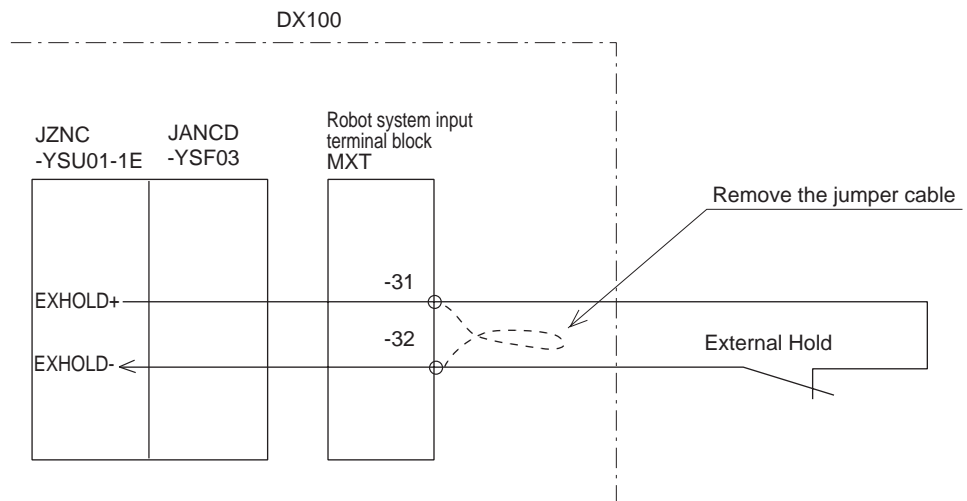 DX100
JZNC
-YSU01-1E
JANCD
-YSF03
Robot system input
terminal block
MXT
Remove the jumper cable
-31
EXHOLD+
-32
External Hold
EXHOLD-